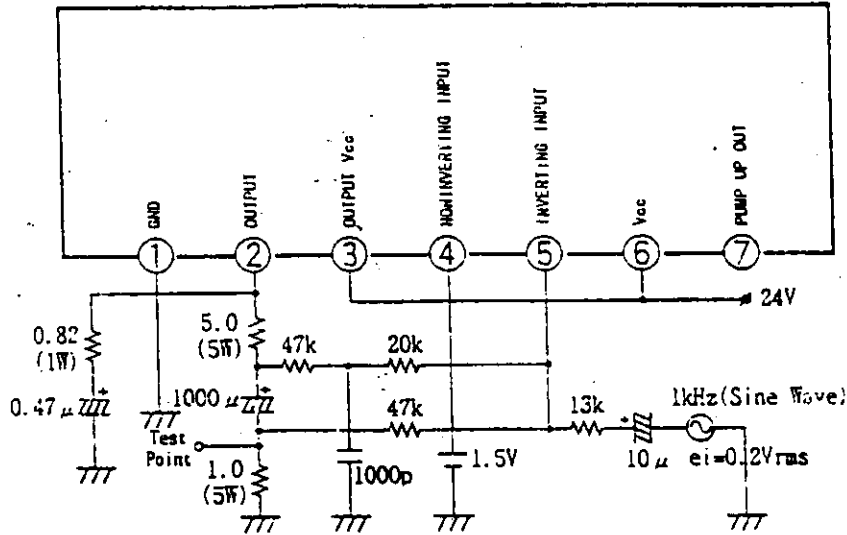 GND
OUTPUT
OUTPUT Vcc
NONINVERTING INPUT
INVERTING INPUT
Vcc
PUMP UP OUT
1
2
3
4
5
6
7
24V
0.82
(1W)
5.0
(5W)
47k
20k
0.47μ
1000μ
47k
13k
1kHz(Sine Wave)
Test
Point
1.0
(5W)
1000p
1.5V
10μ
ei=0.2Vrms